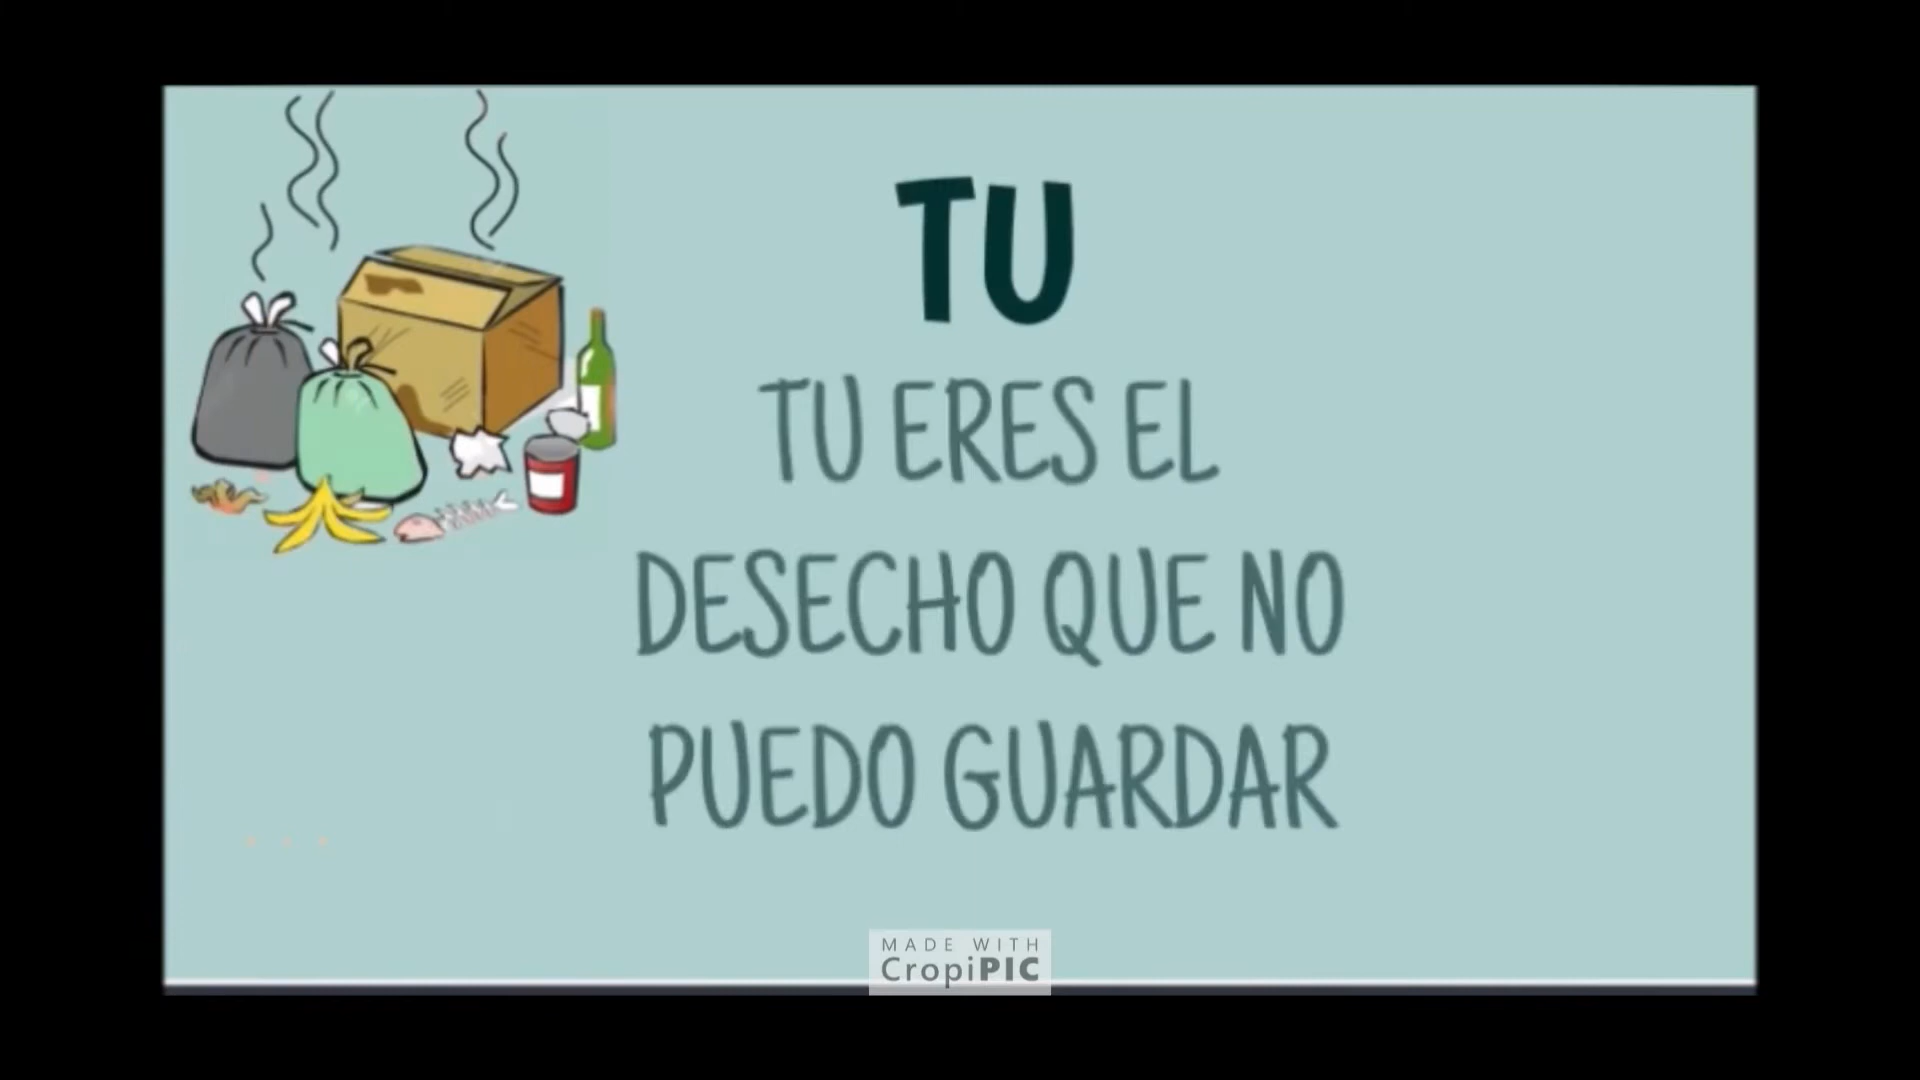 TU
TU ERES EL
DESECHO QUE NO
PUEDO GUARDAR
MADE WITH
CropiPIC